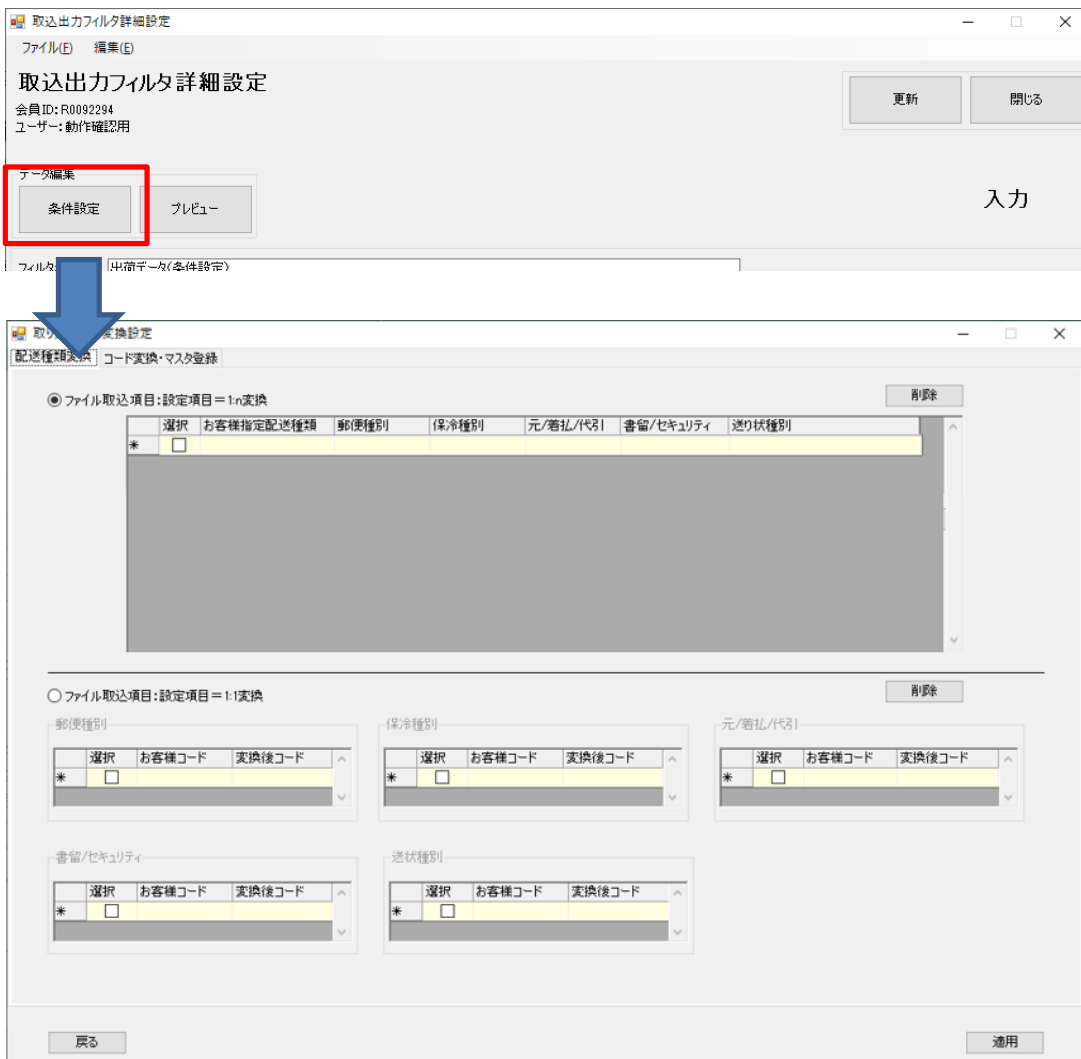 取込出力フィルタ詳細設定
ファイル(F) 編集(E)
取込出力フィルタ詳細設定
会員ID: R0092294
ユーザー: 動作確認用
更新 閉じる
データ編集
条件設定 プレビュー
入力
出荷データ(条件設定)
変換設定
配送種類変換 コード変換・マスタ登録
ファイル取込項目:設定項目＝1:n変換
削除
選択 お客様指定配送種類 郵便種別 保冷種別 元/着払/代引 書留/セキュリティ 送り状種別
ファイル取込項目:設定項目＝1:1変換
削除
郵便種別 保冷種別 元/着払/代引
選択 お客様コード 変換後コード 選択 お客様コード 変換後コード 選択 お客様コード 変換後コード
書留/セキュリティ 送状種別
選択 お客様コード 変換後コード 選択 お客様コード 変換後コード
戻る 適用